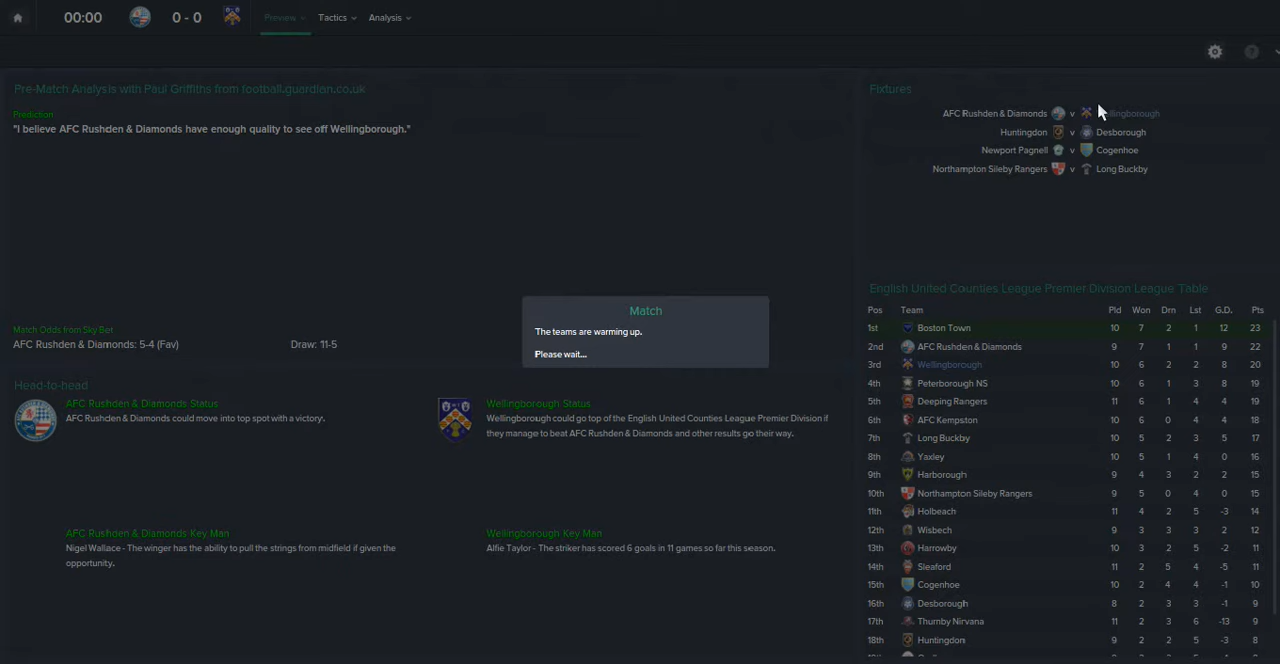 00:00 0 - 0 Preview Tactics Analysis
Pre-Match Analysis with Paul Griffiths from football.guardian.co.uk
Prediction
"I believe AFC Rushden & Diamonds have enough quality to see off Wellingborough."
Match Odds from Sky Bet
AFC Rushden & Diamonds: 5-4 (Fav) Draw: 11-5
Match
The teams are warming up.
Please wait...
Head-to-head
AFC Rushden & Diamonds Status
AFC Rushden & Diamonds could move into top spot with a victory.
Wellingborough Status
Wellingborough could go top of the English United Counties League Premier Division if
they manage to beat AFC Rushden & Diamonds and other results go their way.
AFC Rushden & Diamonds Key Man
Nigel Wallace - The winger has the ability to pull the strings from midfield if given the
opportunity.
Wellingborough Key Man
Alfie Taylor - The striker has scored 6 goals in 11 games so far this season.
Fixtures
AFC Rushden & Diamonds v Wellingborough
Huntingdon v Desborough
Newport Pagnell v Cogenhoe
Northampton Sileby Rangers v Long Buckby
English United Counties League Premier Division League Table
Pos Team Pld Won Drn Lst G.D. Pts
1st Boston Town 10 7 2 1 12 23
2nd AFC Rushden & Diamonds 9 7 1 1 9 22
3rd Wellingborough 10 6 2 2 8 20
4th Peterborough NS 10 6 1 3 8 19
5th Deeping Rangers 11 6 1 4 4 19
6th AFC Kempston 10 6 0 4 4 18
7th Long Buckby 10 5 2 3 5 17
8th Yaxley 10 5 1 4 0 16
9th Harborough 9 4 3 2 2 15
10th Northampton Sileby Rangers 9 5 0 4 0 15
11th Holbeach 11 4 2 5 -3 14
12th Wisbech 9 3 3 3 2 12
13th Harrowby 10 3 2 5 -2 11
14th Sleaford 11 2 5 4 -5 11
15th Cogenhoe 10 2 4 4 -1 10
16th Desborough 8 2 3 3 -1 9
17th Thurnby Nirvana 11 2 3 6 -13 9
18th Huntingdon 9 2 2 5 -3 8